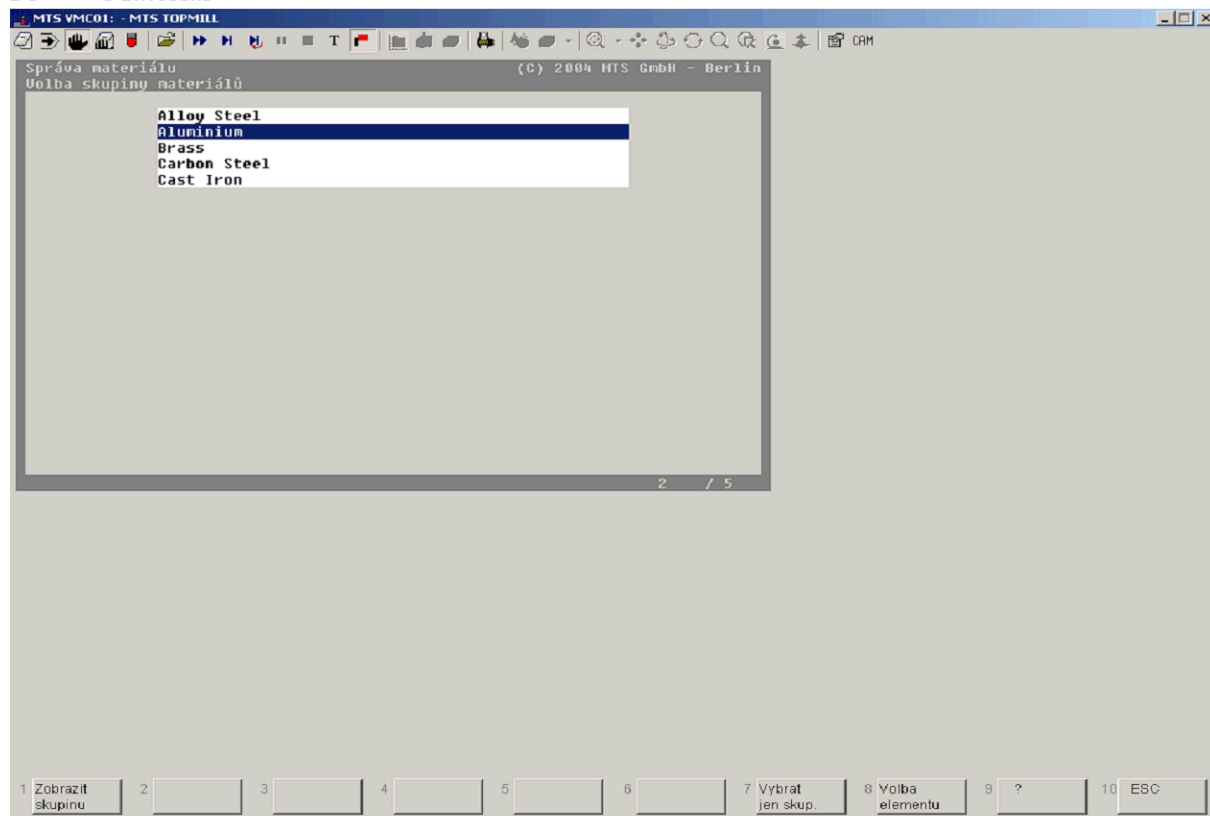 MTS VMC01: - MTS TOPMILL
T CAM
Správa materiálu (C) 2004 MTS GmbH - Berlin
Volba skupiny materiálů
Alloy Steel
Aluminium
Brass
Carbon Steel
Cast Iron
2 / 5
1 Zobrazit skupinu 2 3 4 5 6 7 Vybrat jen skup. 8 Volba elementu 9 ? 10 ESC